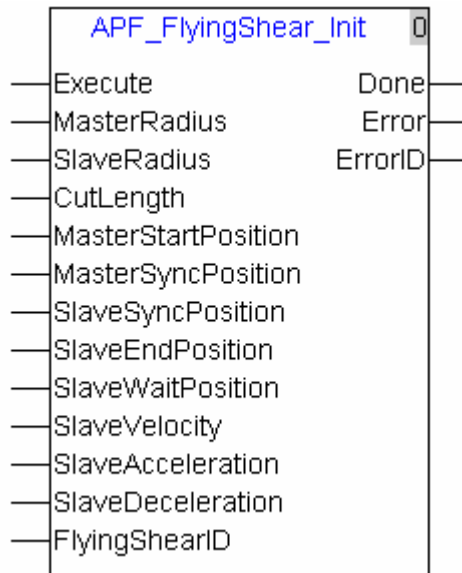 APF_FlyingShear_Init 0
Execute Done
MasterRadius Error
SlaveRadius ErrorID
CutLength
MasterStartPosition
MasterSyncPosition
SlaveSyncPosition
SlaveEndPosition
SlaveWaitPosition
SlaveVelocity
SlaveAcceleration
SlaveDeceleration
FlyingShearID